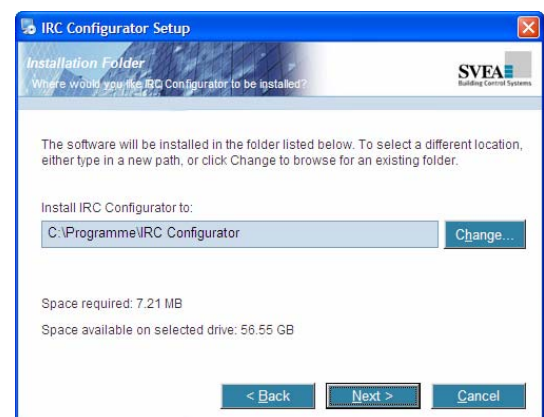 IRC Configurator Setup
Installation Folder
Where would you like IRC Configurator to be installed?
SVEA
Building Control Systems
The software will be installed in the folder listed below. To select a different location,
either type in a new path, or click Change to browse for an existing folder.
Install IRC Configurator to:
C:\Programme\IRC Configurator
Change...
Space required: 7.21 MB
Space available on selected drive: 56.55 GB
< Back
Next >
Cancel